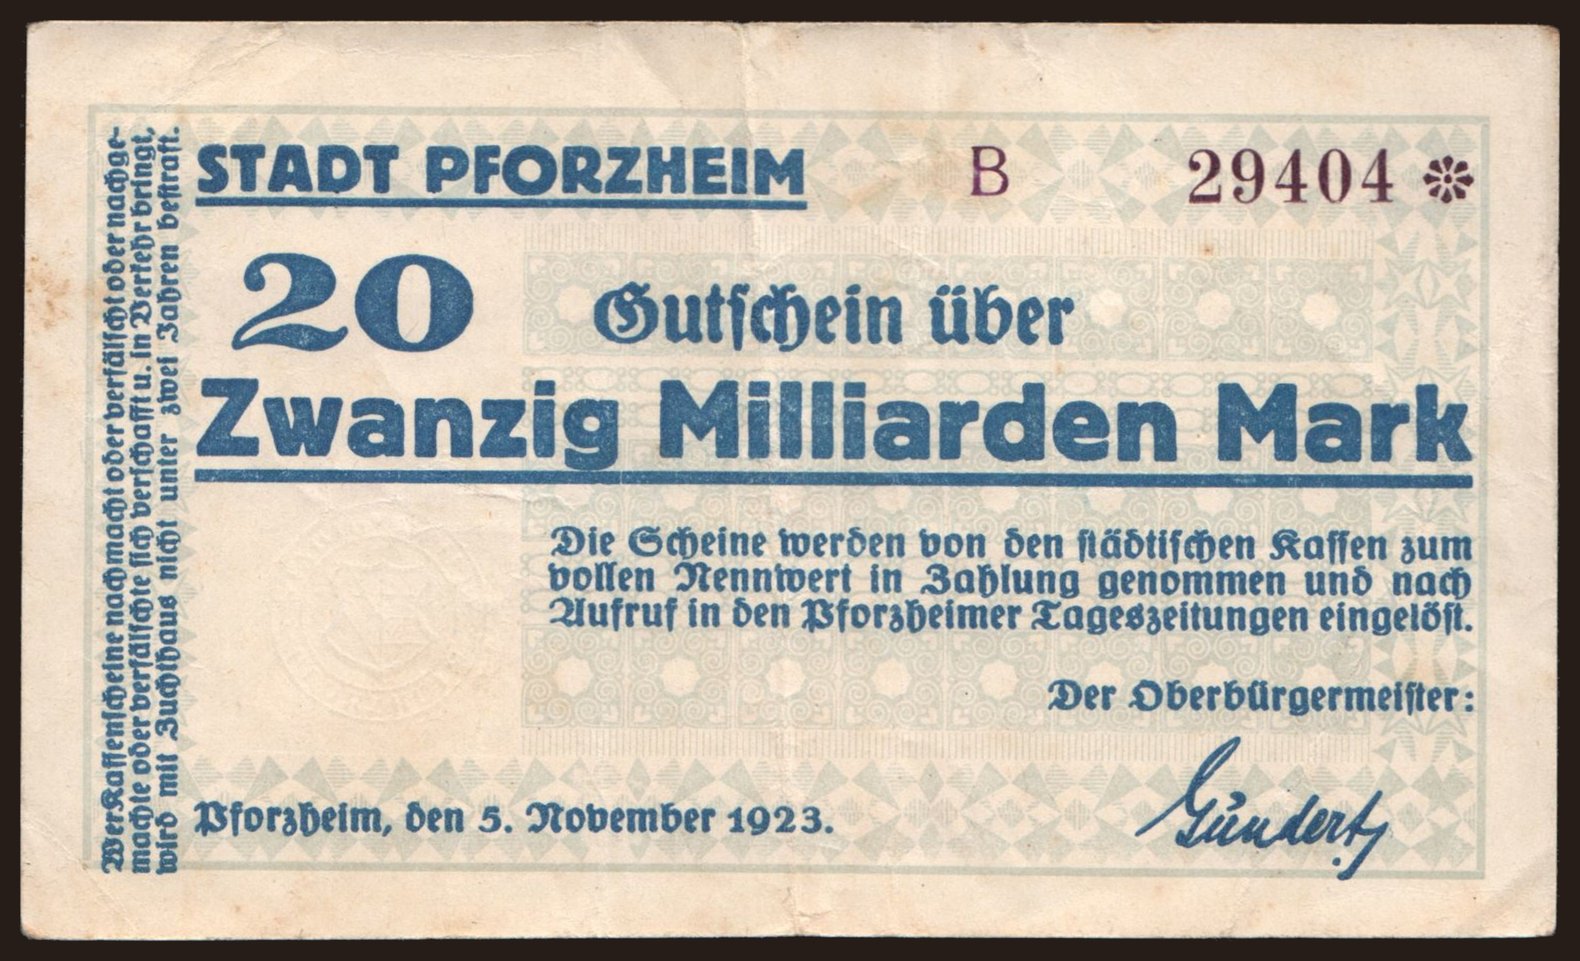 STADT PFORZHEIM
B 29404
20 Gutschein über
Zwanzig Milliarden Mark
Die Scheine werden von den städtischen Kassen zum
vollen Nennwert in Zahlung genommen und nach
Aufruf in den Pforzheimer Tageszeitungen eingelöst.
Der Oberbürgermeister:
Gündert
Pforzheim, den 5. November 1923.
Wer Kassenscheine nachmacht oder verfälscht oder nachge-
machte oder verfälschte sich verschafft u. in Verkehr bringt,
wird mit Zuchthaus nicht unter zwei Jahren bestraft.